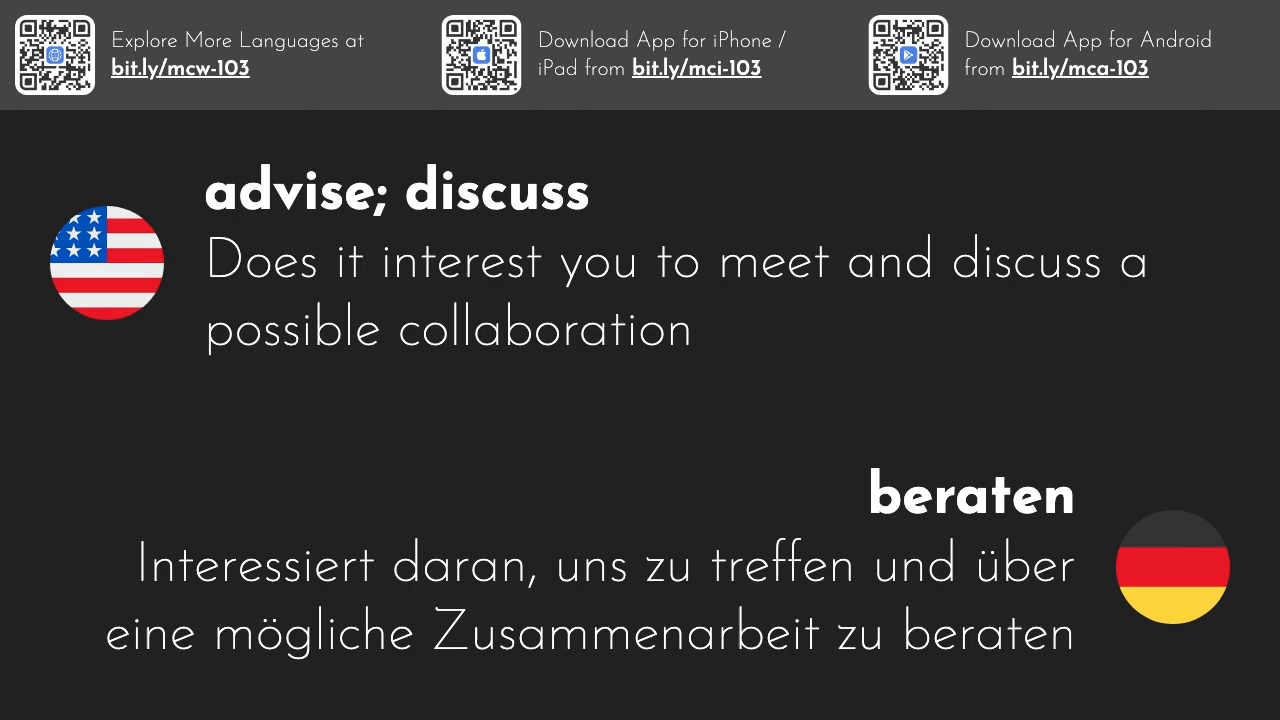 Explore More Languages at
bit.ly/mcw-103
Download App for iPhone /
iPad from bit.ly/mci-103
Download App for Android
from bit.ly/mca-103
advise; discuss
Does it interest you to meet and discuss a
possible collaboration
beraten
Interessiert daran, uns zu treffen und über
eine mögliche Zusammenarbeit zu beraten